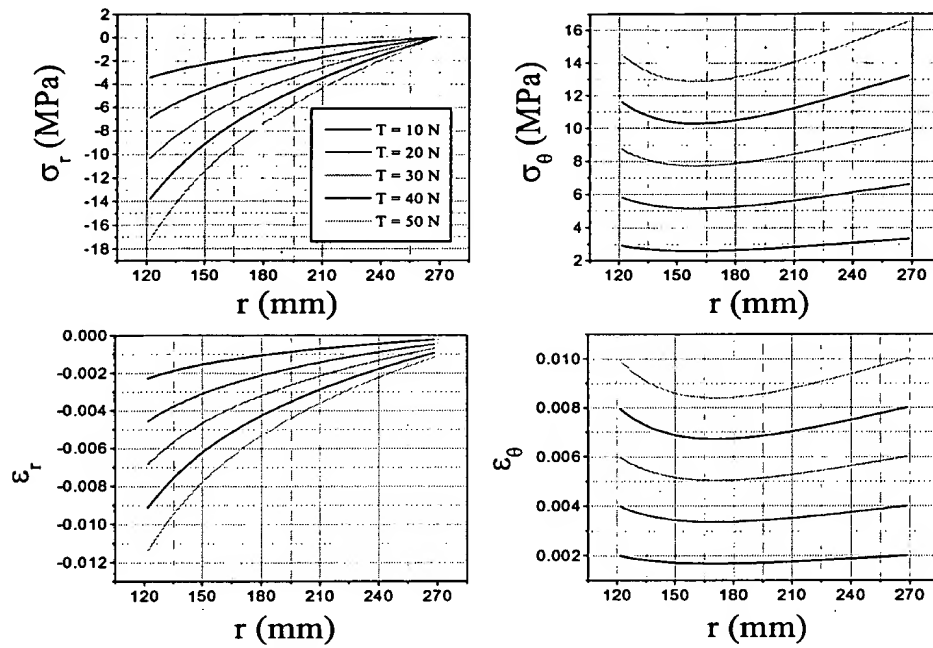 2
0
-2
-4
-6
-8
-10
-12
-14
-16
-18
σr (MPa)
T = 10 N
T = 20 N
T = 30 N
T = 40 N
T = 50 N
120 150 180 210 240 270
r (mm)
16
14
12
10
8
6
4
2
σθ (MPa)
120 150 180 210 240 270
r (mm)
0.000
-0.002
-0.004
-0.006
-0.008
-0.010
-0.012
εr
120 150 180 210 240 270
r (mm)
0.010
0.008
0.006
0.004
0.002
εθ
120 150 180 210 240 270
r (mm)